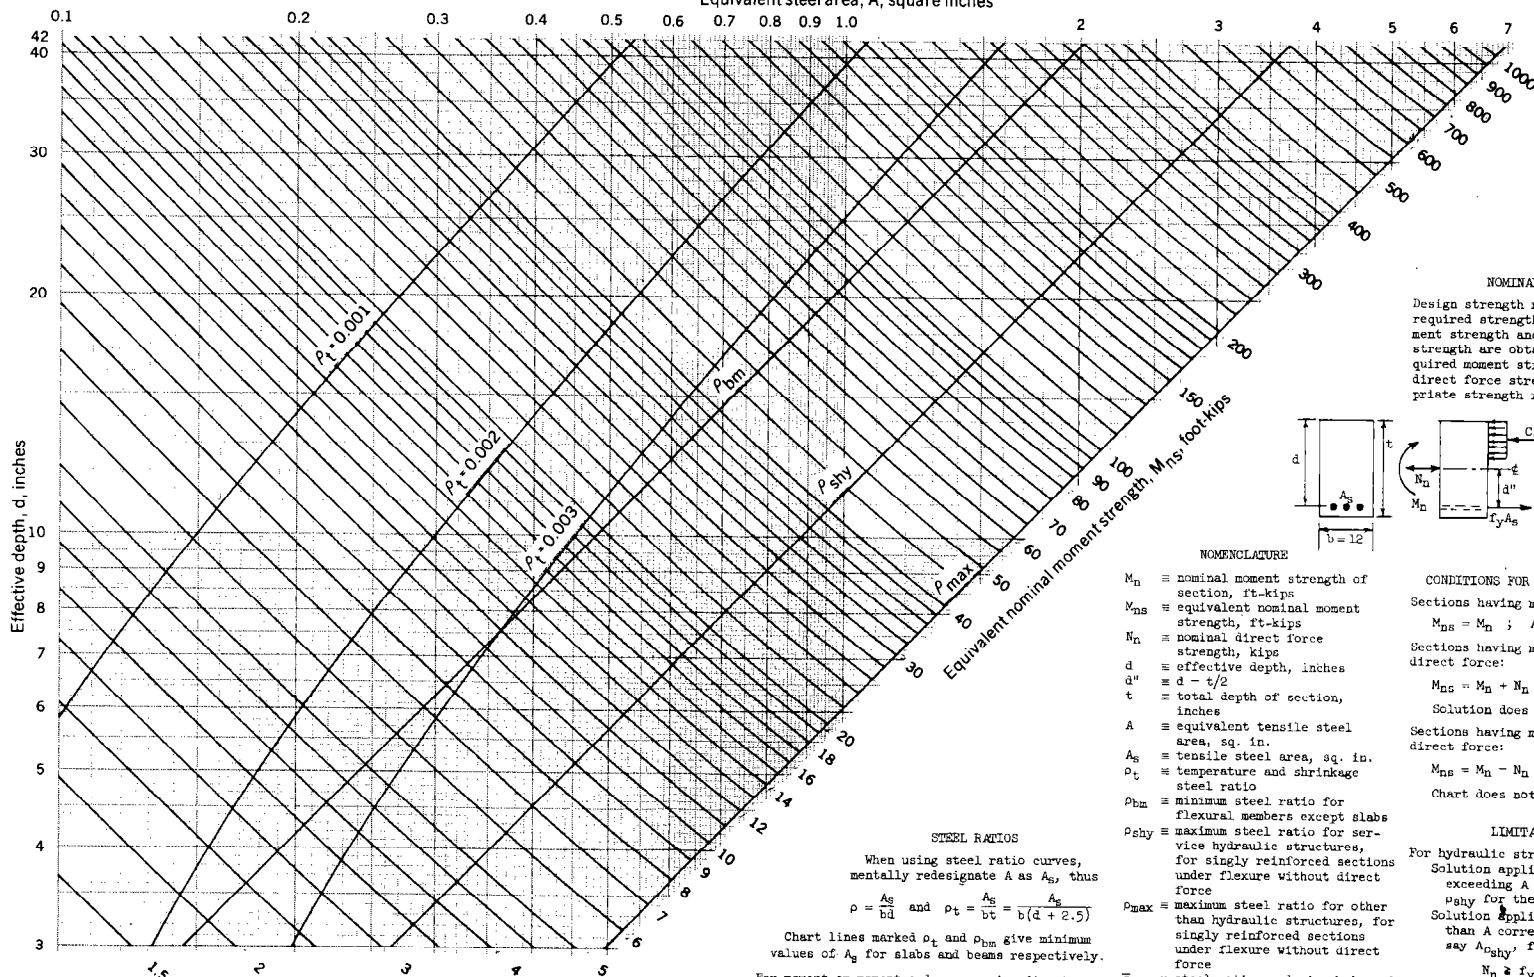 Equivalent steel area, A, square inches
0.1 0.2 0.3 0.4 0.5 0.6 0.7 0.8 0.9 1.0 2 3 4 5 6 7
42
40
30
20
10
9
8
7
6
5
4
3
Effective depth, d, inches
ρt = 0.001
ρt = 0.002
ρt = 0.003
ρbm
ρshy
ρmax
1000
900
800
700
600
500
400
300
200
150
100
90
80
70
60
50
40
30
20
18
16
14
12
10
9
8
7
6
5
4
3
2
1.5
Equivalent nominal moment strength, Mns, foot-kips
NOMINA
Design strength
required strength
ment strength and
strength are obta
quired moment st
direct force stre
priate strength
d
t
As
b = 12
Nn
Mn
C
¢
d"
fyAs
NOMENCLATURE
Mn ≡ nominal moment strength of
section, ft-kips
Mns ≡ equivalent nominal moment
strength, ft-kips
Nn ≡ nominal direct force
strength, kips
d ≡ effective depth, inches
d" ≡ d − t/2
t ≡ total depth of section,
inches
A ≡ equivalent tensile steel
area, sq. in.
As ≡ tensile steel area, sq. in.
ρt ≡ temperature and shrinkage
steel ratio
ρbm ≡ minimum steel ratio for
flexural members except slabs
ρshy ≡ maximum steel ratio for ser-
vice hydraulic structures,
for singly reinforced sections
under flexure without direct
force
ρmax ≡ maximum steel ratio for other
than hydraulic structures, for
singly reinforced sections
under flexure without direct
force
CONDITIONS FOR
Sections having m
Mns = Mn ;
Sections having m
direct force:
Mns = Mn + Nn
Solution does
Sections having m
direct force:
Mns = Mn − Nn
Chart does not
LIMITA
For hydraulic str
Solution appli
exceeding A
ρshy for the
Solution appli
than A corre
say Aρshy, f
STEEL RATIOS
When using steel ratio curves,
mentally redesignate A as As, thus
ρ = As/bd and ρt = As/bt = As/b(d + 2.5)
Chart lines marked ρt and ρbm give minimum
values of As for slabs and beams respectively.